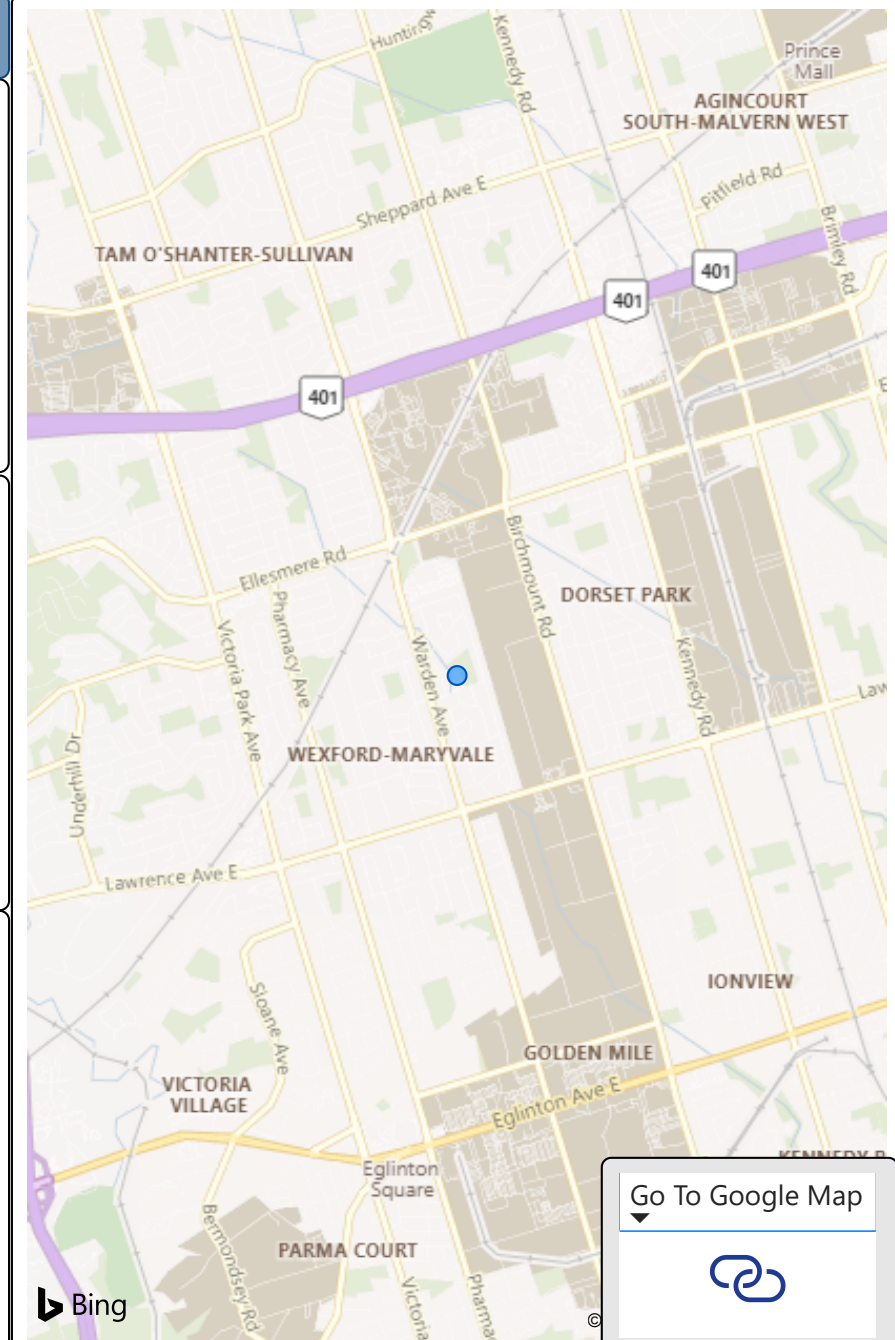 Kennedy Rd
Prince
Mall
AGINCOURT
SOUTH-MALVERN WEST
Pitfield Rd
Sheppard Ave E
Brimley Rd
TAM O'SHANTER-SULLIVAN
401
401
401
Ellesmere Rd
Birchmount Rd
DORSET PARK
Pharmacy Ave
Victoria Park Ave
Warden Ave
Kennedy Rd
Underhill Dr
WEXFORD-MARYVALE
Lawrence Ave E
Sloane Ave
IONVIEW
GOLDEN MILE
VICTORIA
VILLAGE
Eglinton Ave E
Eglinton
Square
Bermondsey Rd
PARMA COURT
Victoria
Go To Google Map
Bing
©